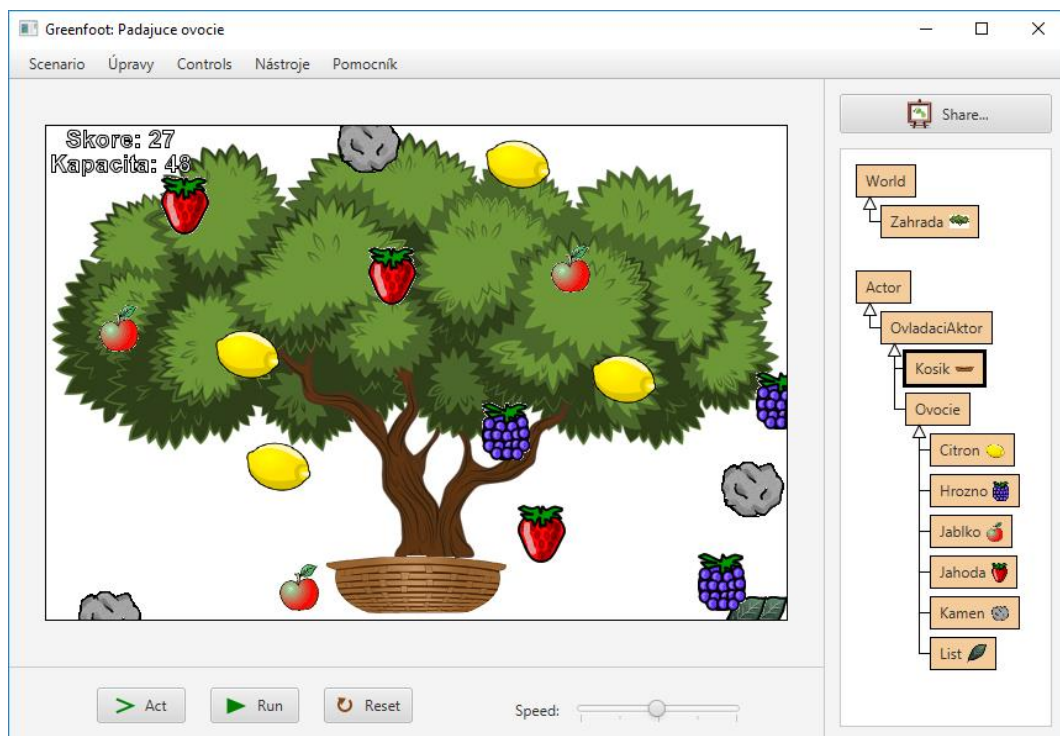 Greenfoot: Padajuce ovocie
Scenario Úpravy Controls Nástroje Pomocník
Skore: 27
Kapacita: 48
Share...
World
Zahrada
Actor
OvladaciAktor
Kosik
Ovocie
Citron
Hrozno
Jablko
Jahoda
Kamen
List
Act Run Reset Speed: